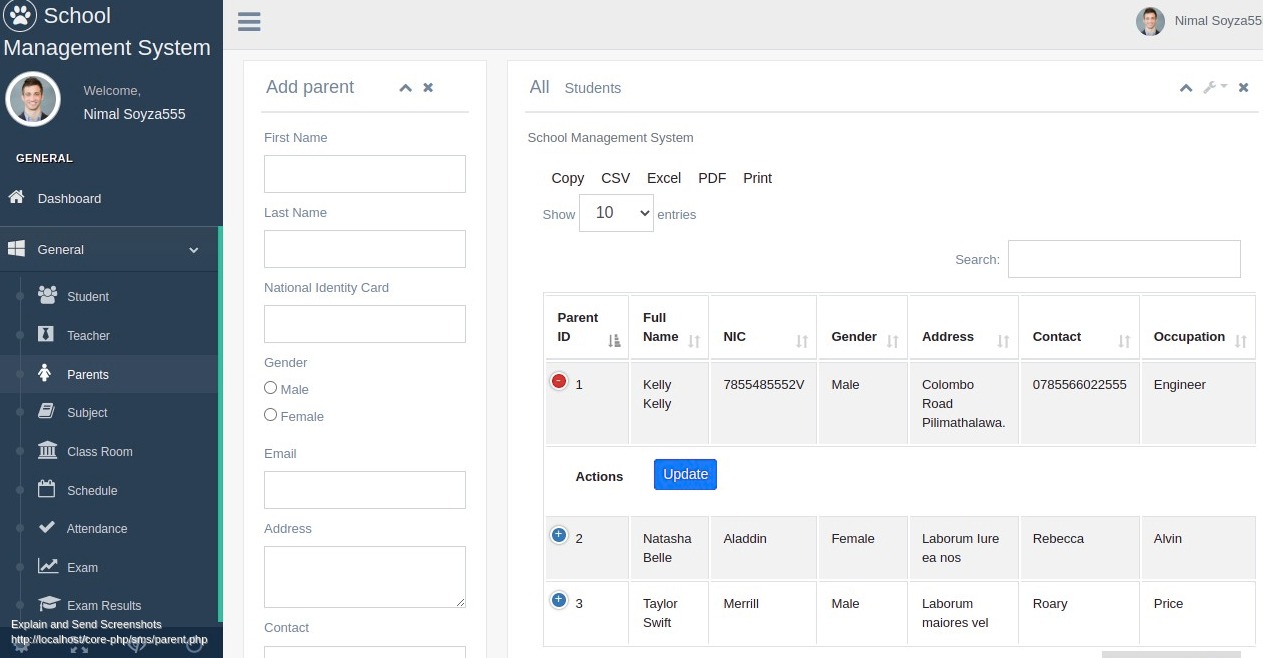 School
Management System
Welcome,
Nimal Soyza555
GENERAL
Dashboard
General
Student
Teacher
Parents
Subject
Class Room
Schedule
Attendance
Exam
Exam Results
Explain and Send Screenshots
http://localhost/core-php/sms/parent.php
Nimal Soyza55
Add parent
First Name
Last Name
National Identity Card
Gender
Male
Female
Email
Address
Contact
All Students
School Management System
Copy CSV Excel PDF Print
Show 10 entries
Search:
Parent ID Full Name NIC Gender Address Contact Occupation
1 Kelly Kelly 7855485552V Male Colombo Road Pilimathalawa. 0785566022555 Engineer
Actions Update
2 Natasha Belle Aladdin Female Laborum Iure ea nos Rebecca Alvin
3 Taylor Swift Merrill Male Laborum maiores vel Roary Price